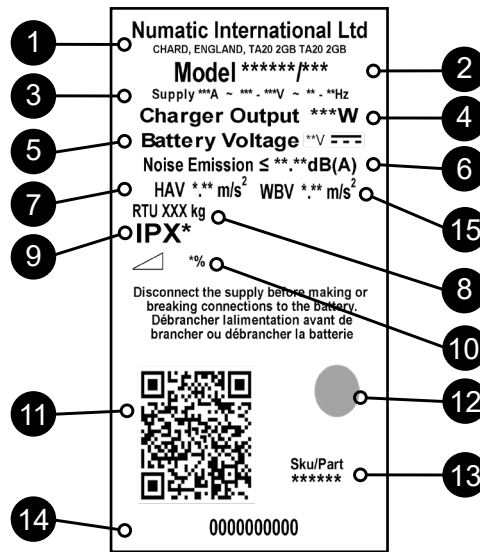 Numatic International Ltd
CHARD, ENGLAND, TA20 2GB TA20 2GB
1
Model ******/***
2
3
Supply ***A ~ *** - ***V ~ ** - **Hz
Charger Output ***W
4
5
Battery Voltage **V
Noise Emission ≤ **.**dB(A)
6
7
HAV *.** m/s² WBV *.** m/s²
15
RTU XXX kg
8
9
IPX*
*%
10
Disconnect the supply before making or
breaking connections to the battery.
Débrancher lalimentation avant de
brancher ou débrancher la batterie
11
12
Sku/Part
******
13
14
0000000000